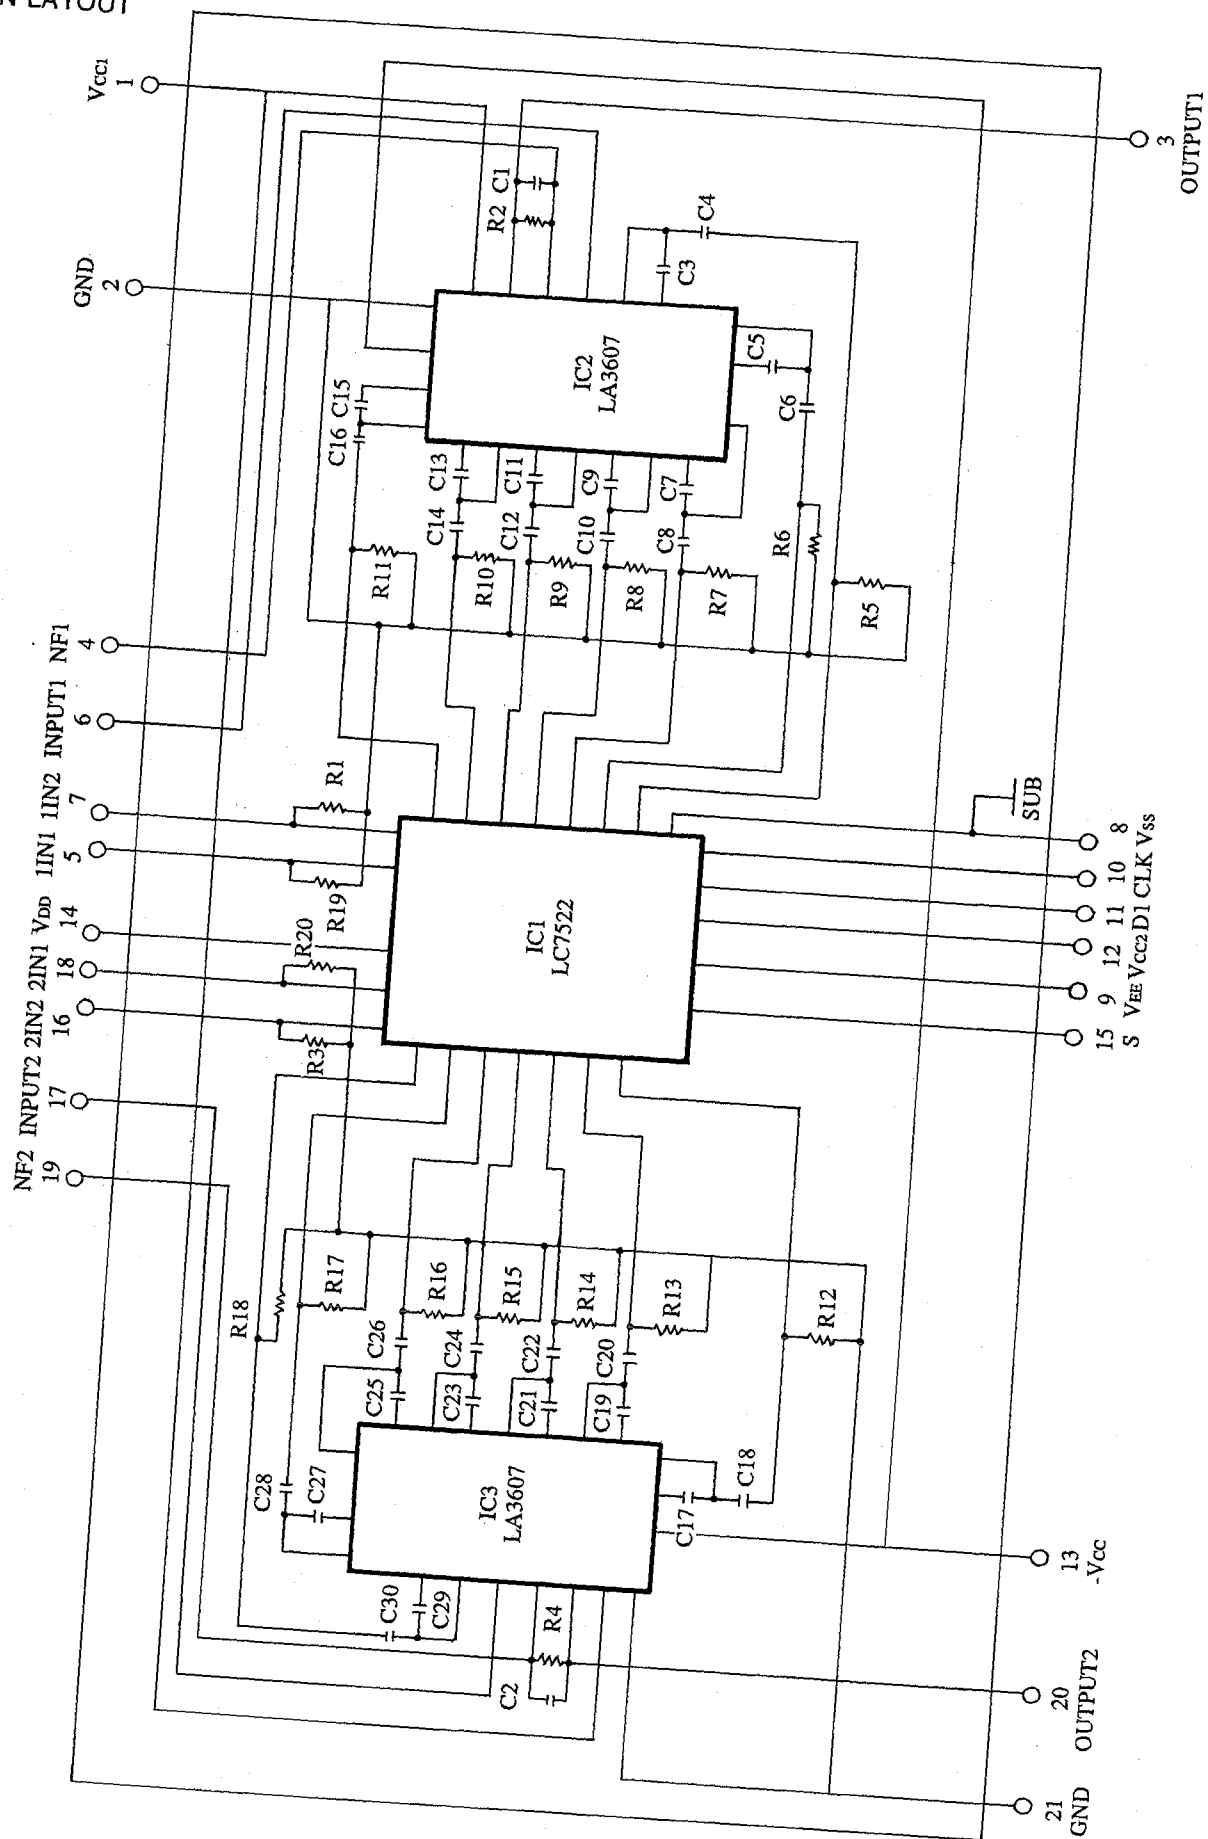 N LAYOUT
Vcc1
1
GND
2
NF1
4
INPUT1
6
1IN2
7
1IN1
5
VDD
14
2IN1
18
2IN2
16
INPUT2
17
NF2
19
3
OUTPUT1
C1
R2
C4
C3
IC2
LA3607
C5
C6
C15
C16
C13
C14
C11
C12
C9
C10
C7
C8
R11
R10
R9
R8
R7
R6
R5
R1
R19
R20
R3
IC1
LC7522
SUB
8
Vss
10
CLK
11
D1
12
Vcc2
9
VEE
15
S
R18
R17
R16
R15
R14
R13
R12
C26
C25
C24
C23
C22
C21
C20
C19
C28
C27
IC3
LA3607
C17
C18
C30
C29
R4
C2
13
-Vcc
20
OUTPUT2
21
GND